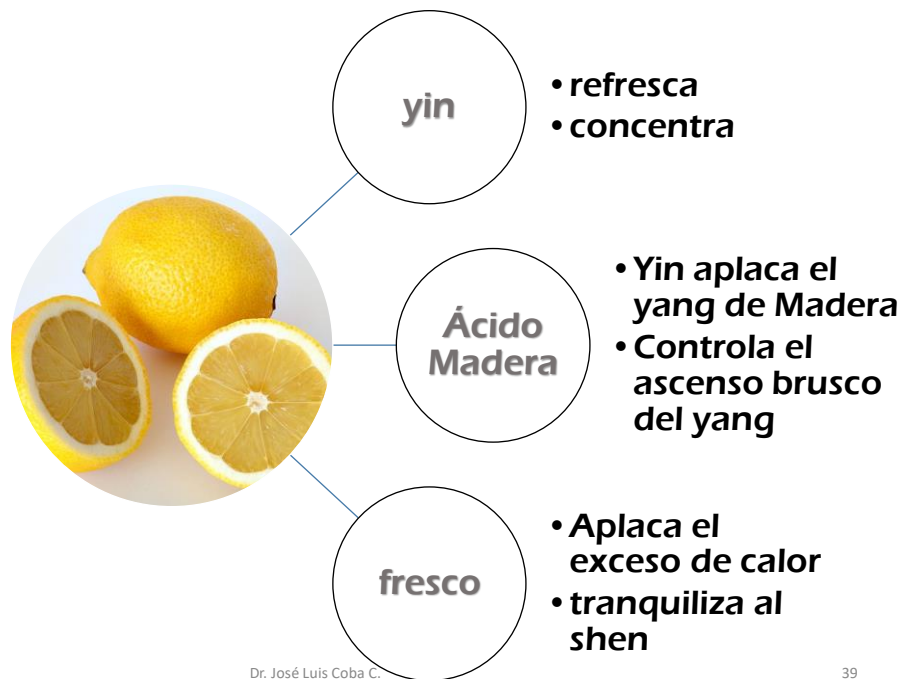 yin
• refresca
• concentra
Ácido
Madera
• Yin aplaca el
yang de Madera
• Controla el
ascenso brusco
del yang
fresco
• Aplaca el
exceso de calor
• tranquiliza al
shen
Dr. José Luis Coba C.
39